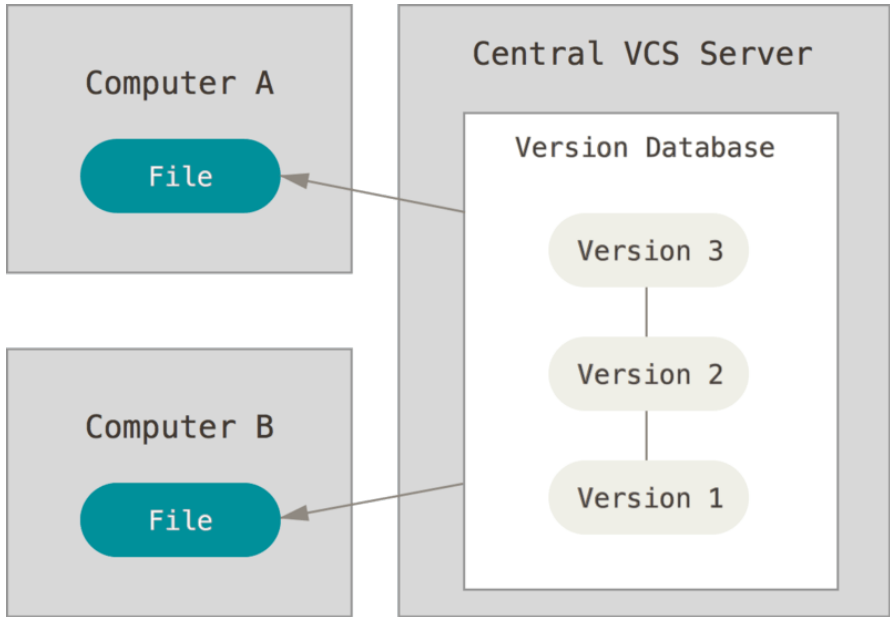 Computer A
File
Computer B
File
Central VCS Server
Version Database
Version 3
Version 2
Version 1